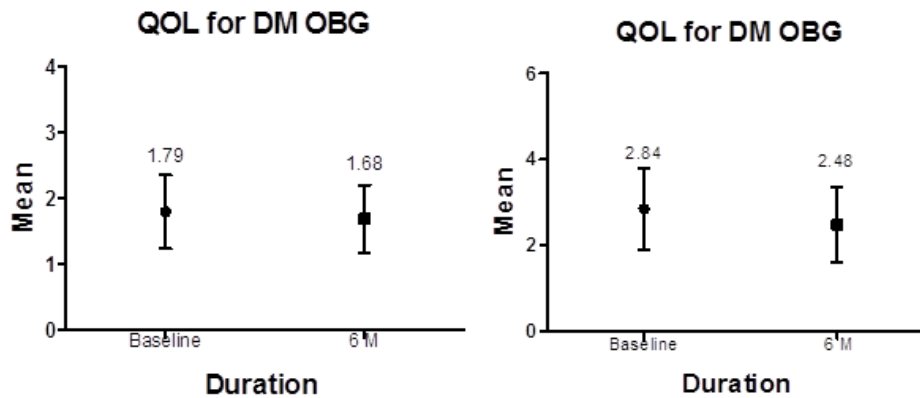 QOL for DM OBG
4
3
2
1
0
Mean
1.79
1.68
Baseline
6 M
Duration
QOL for DM OBG
6
4
2
0
Mean
2.84
2.48
Baseline
6 M
Duration